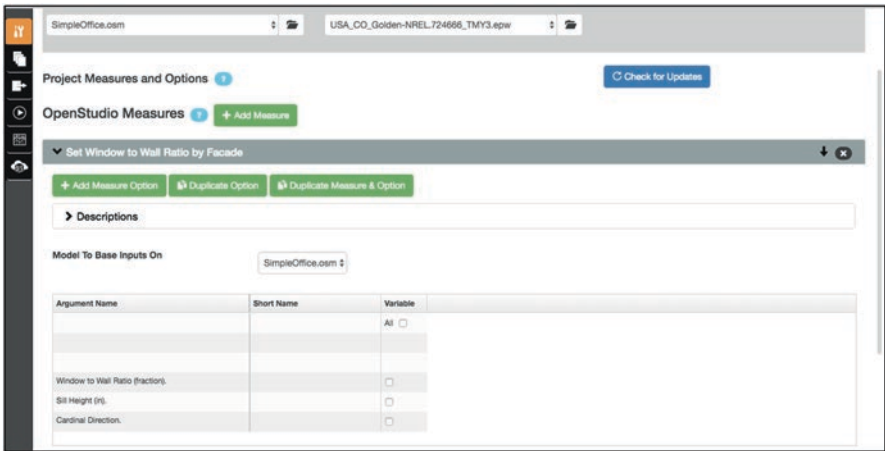 SimpleOffice.osm USA_CO_Golden-NREL.724666_TMY3.epw
Project Measures and Options ? Check for Updates
OpenStudio Measures ? + Add Measure
Set Window to Wall Ratio by Facade
+ Add Measure Option Duplicate Option Duplicate Measure & Option
Descriptions
Model To Base Inputs On SimpleOffice.osm
Argument Name Short Name Variable
All
Window to Wall Ratio (fraction).
Sill Height (in).
Cardinal Direction.